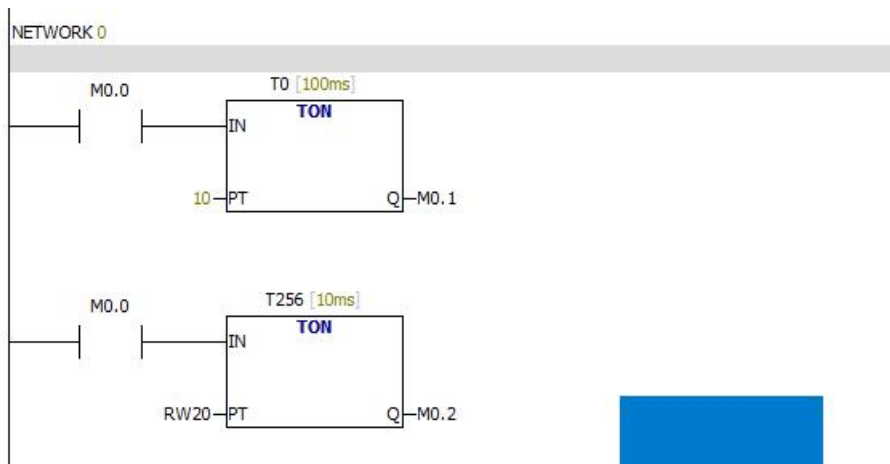 NETWORK 0
M0.0
T0 [100ms]
TON
IN
10 PT Q M0.1
M0.0
T256 [10ms]
TON
IN
RW20 PT Q M0.2